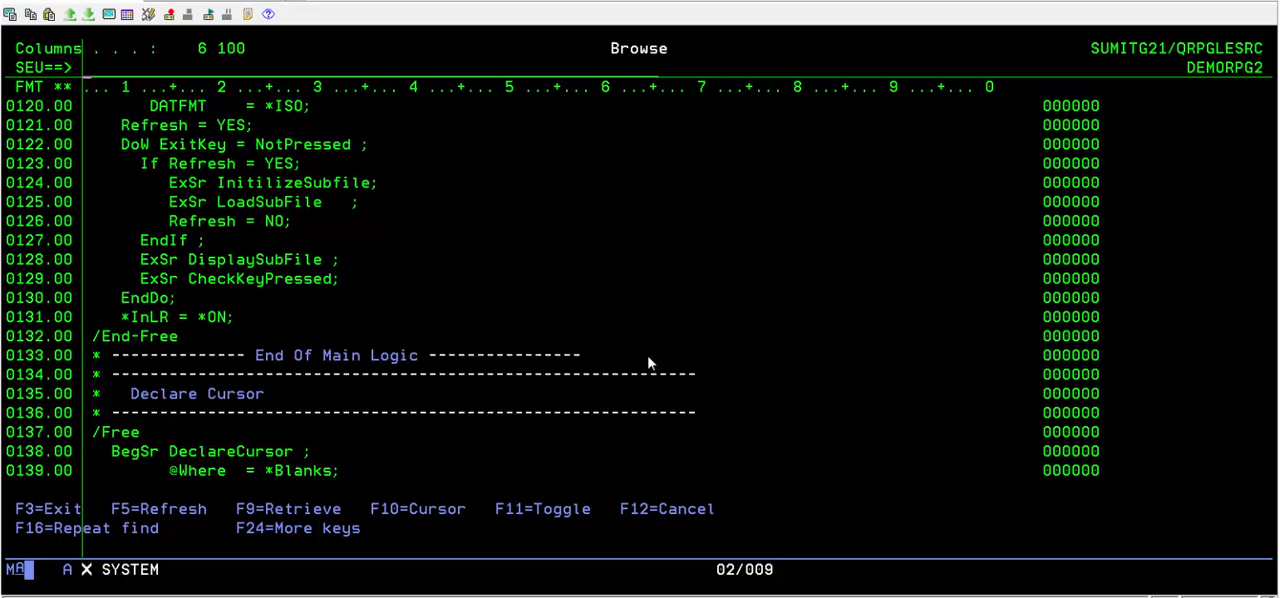 Columns . . . :    6 100                                      Browse                                      SUMITG21/QRPGLESRC
SEU==>                                                                                                              DEMORPG2
FMT ** ... 1 ...+... 2 ...+... 3 ...+... 4 ...+... 5 ...+... 6 ...+... 7 ...+... 8 ...+... 9 ...+... 0
0120.00        DATFMT    = *ISO;        000000
0121.00     Refresh = YES;        000000
0122.00     DoW ExitKey = NotPressed ;        000000
0123.00       If Refresh = YES;        000000
0124.00          ExSr InitilizeSubfile;        000000
0125.00          ExSr LoadSubFile   ;        000000
0126.00          Refresh = NO;        000000
0127.00       EndIf ;        000000
0128.00       ExSr DisplaySubFile ;        000000
0129.00       ExSr CheckKeyPressed;        000000
0130.00     EndDo;        000000
0131.00     *InLR = *ON;        000000
0132.00  /End-Free        000000
0133.00  * -------------- End Of Main Logic ----------------        000000
0134.00  * -------------------------------------------------------------        000000
0135.00  *   Declare Cursor        000000
0136.00  * -------------------------------------------------------------        000000
0137.00  /Free        000000
0138.00    BegSr DeclareCursor ;        000000
0139.00          @Where  = *Blanks;        000000
F3=Exit   F5=Refresh   F9=Retrieve   F10=Cursor   F11=Toggle   F12=Cancel
F16=Repeat find        F24=More keys
MA    A X SYSTEM        02/009